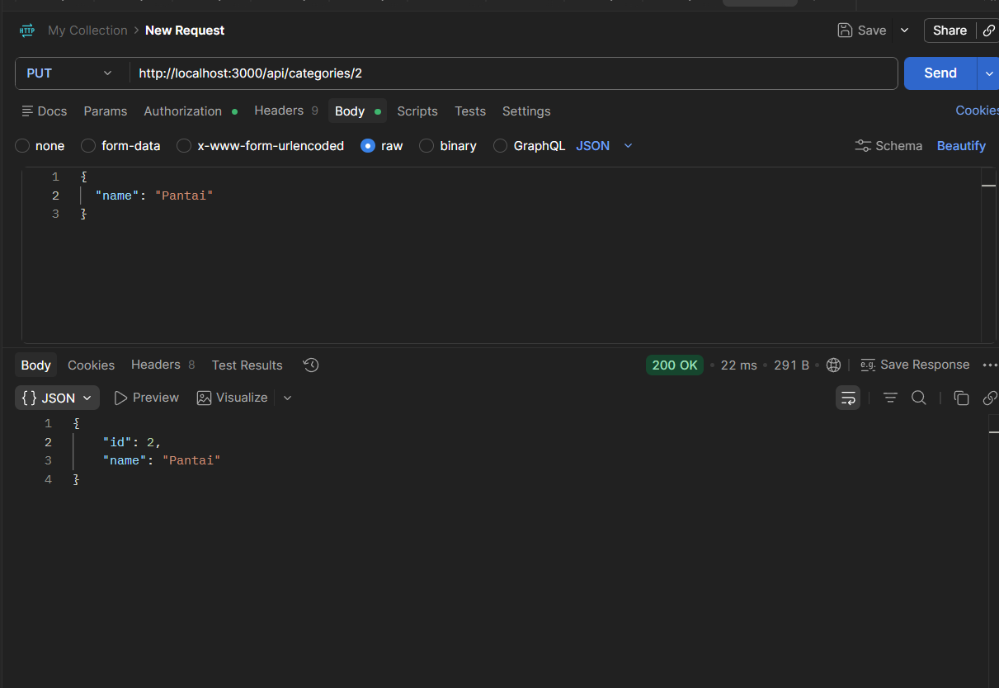 HTTP My Collection > New Request Save Share
PUT http://localhost:3000/api/categories/2 Send
Docs Params Authorization Headers 9 Body Scripts Tests Settings Cookies
none form-data x-www-form-urlencoded raw binary GraphQL JSON Schema Beautify
1 {
2 "name": "Pantai"
3 }
Body Cookies Headers 8 Test Results 200 OK • 22 ms • 291 B • e.g. Save Response •••
{} JSON Preview Visualize
1 {
2 "id": 2,
3 "name": "Pantai"
4 }